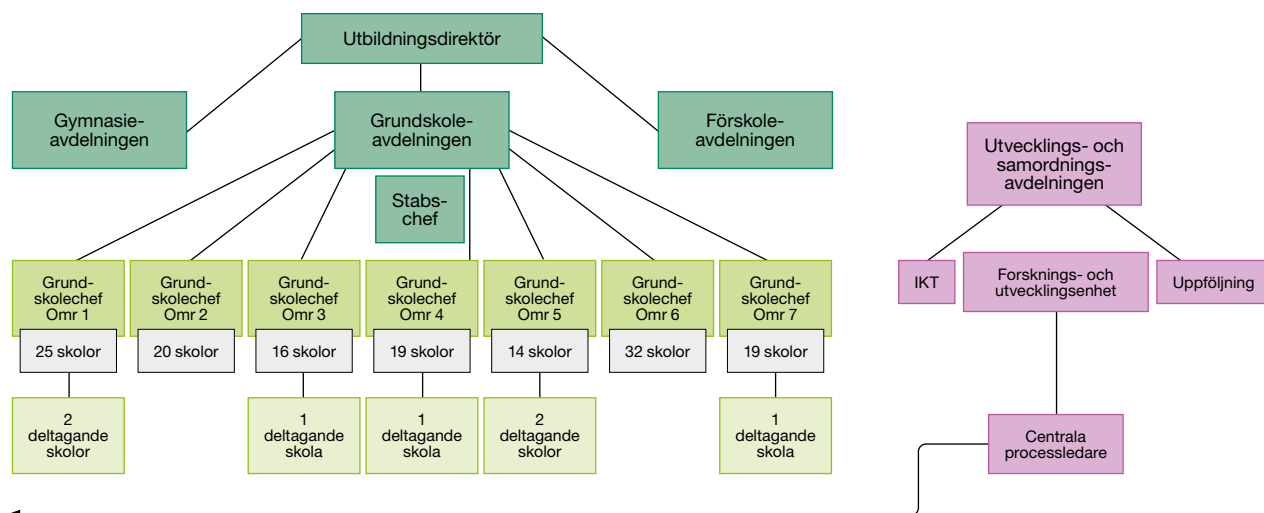 Utbildningsdirektör
Gymnasie-
avdelningen
Grundskole-
avdelningen
Förskole-
avdelningen
Stabs-
chef
Grund-
skolechef
Omr 1
Grund-
skolechef
Omr 2
Grund-
skolechef
Omr 3
Grund-
skolechef
Omr 4
Grund-
skolechef
Omr 5
Grund-
skolechef
Omr 6
Grund-
skolechef
Omr 7
25 skolor
20 skolor
16 skolor
19 skolor
14 skolor
32 skolor
19 skolor
2
deltagande
skolor
1
deltagande
skola
1
deltagande
skola
2
deltagande
skolor
1
deltagande
skola
Utvecklings- och
samordnings-
avdelningen
IKT
Forsknings- och
utvecklingsenhet
Uppföljning
Centrala
processledare